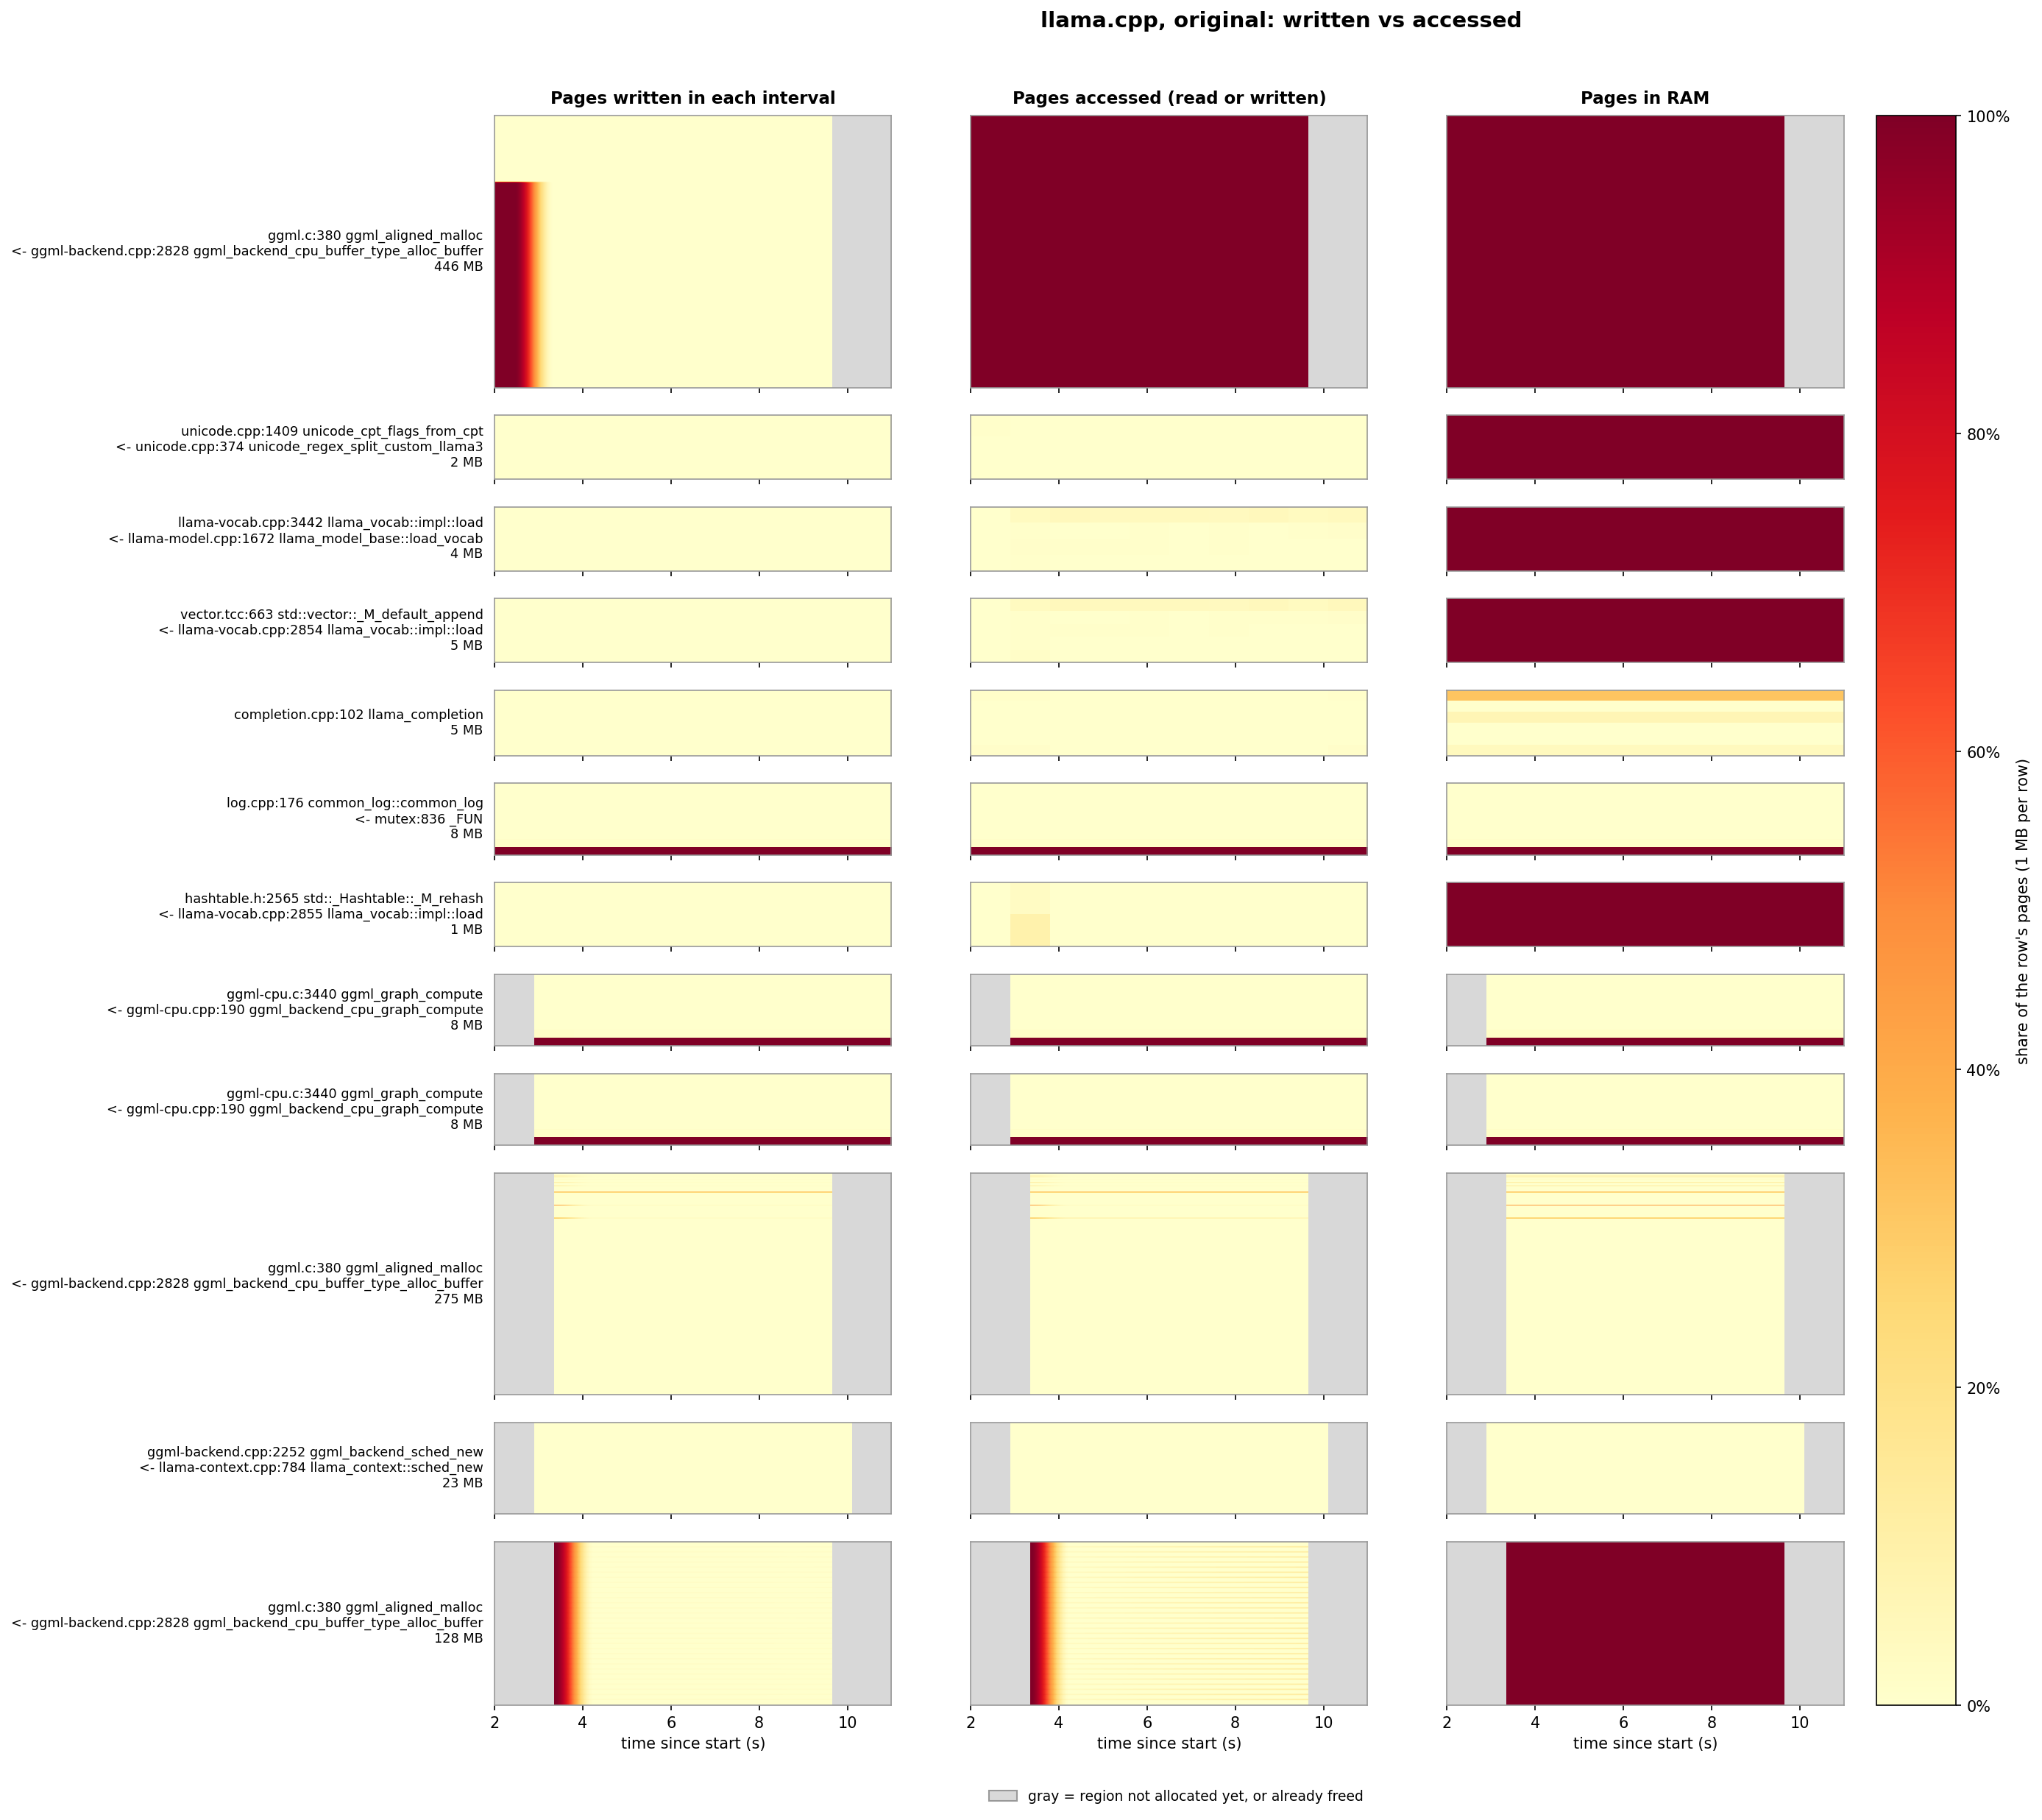 llama.cpp, original: written vs accessed
Pages written in each interval
Pages accessed (read or written)
Pages in RAM
ggml.c:380 ggml_aligned_malloc
<- ggml-backend.cpp:2828 ggml_backend_cpu_buffer_type_alloc_buffer
446 MB
unicode.cpp:1409 unicode_cpt_flags_from_cpt
<- unicode.cpp:374 unicode_regex_split_custom_llama3
2 MB
llama-vocab.cpp:3442 llama_vocab::impl::load
<- llama-model.cpp:1672 llama_model_base::load_vocab
4 MB
vector.tcc:663 std::vector::_M_default_append
<- llama-vocab.cpp:2854 llama_vocab::impl::load
5 MB
completion.cpp:102 llama_completion
5 MB
log.cpp:176 common_log::common_log
<- mutex:836 _FUN
8 MB
hashtable.h:2565 std::_Hashtable::_M_rehash
<- llama-vocab.cpp:2855 llama_vocab::impl::load
1 MB
ggml-cpu.c:3440 ggml_graph_compute
<- ggml-cpu.cpp:190 ggml_backend_cpu_graph_compute
8 MB
ggml-cpu.c:3440 ggml_graph_compute
<- ggml-cpu.cpp:190 ggml_backend_cpu_graph_compute
8 MB
ggml.c:380 ggml_aligned_malloc
<- ggml-backend.cpp:2828 ggml_backend_cpu_buffer_type_alloc_buffer
275 MB
ggml-backend.cpp:2252 ggml_backend_sched_new
<- llama-context.cpp:784 llama_context::sched_new
23 MB
ggml.c:380 ggml_aligned_malloc
<- ggml-backend.cpp:2828 ggml_backend_cpu_buffer_type_alloc_buffer
128 MB
2 4 6 8 10
time since start (s)
2 4 6 8 10
time since start (s)
2 4 6 8 10
time since start (s)
100%
80%
60%
40%
20%
0%
share of the row's pages (1 MB per row)
gray = region not allocated yet, or already freed